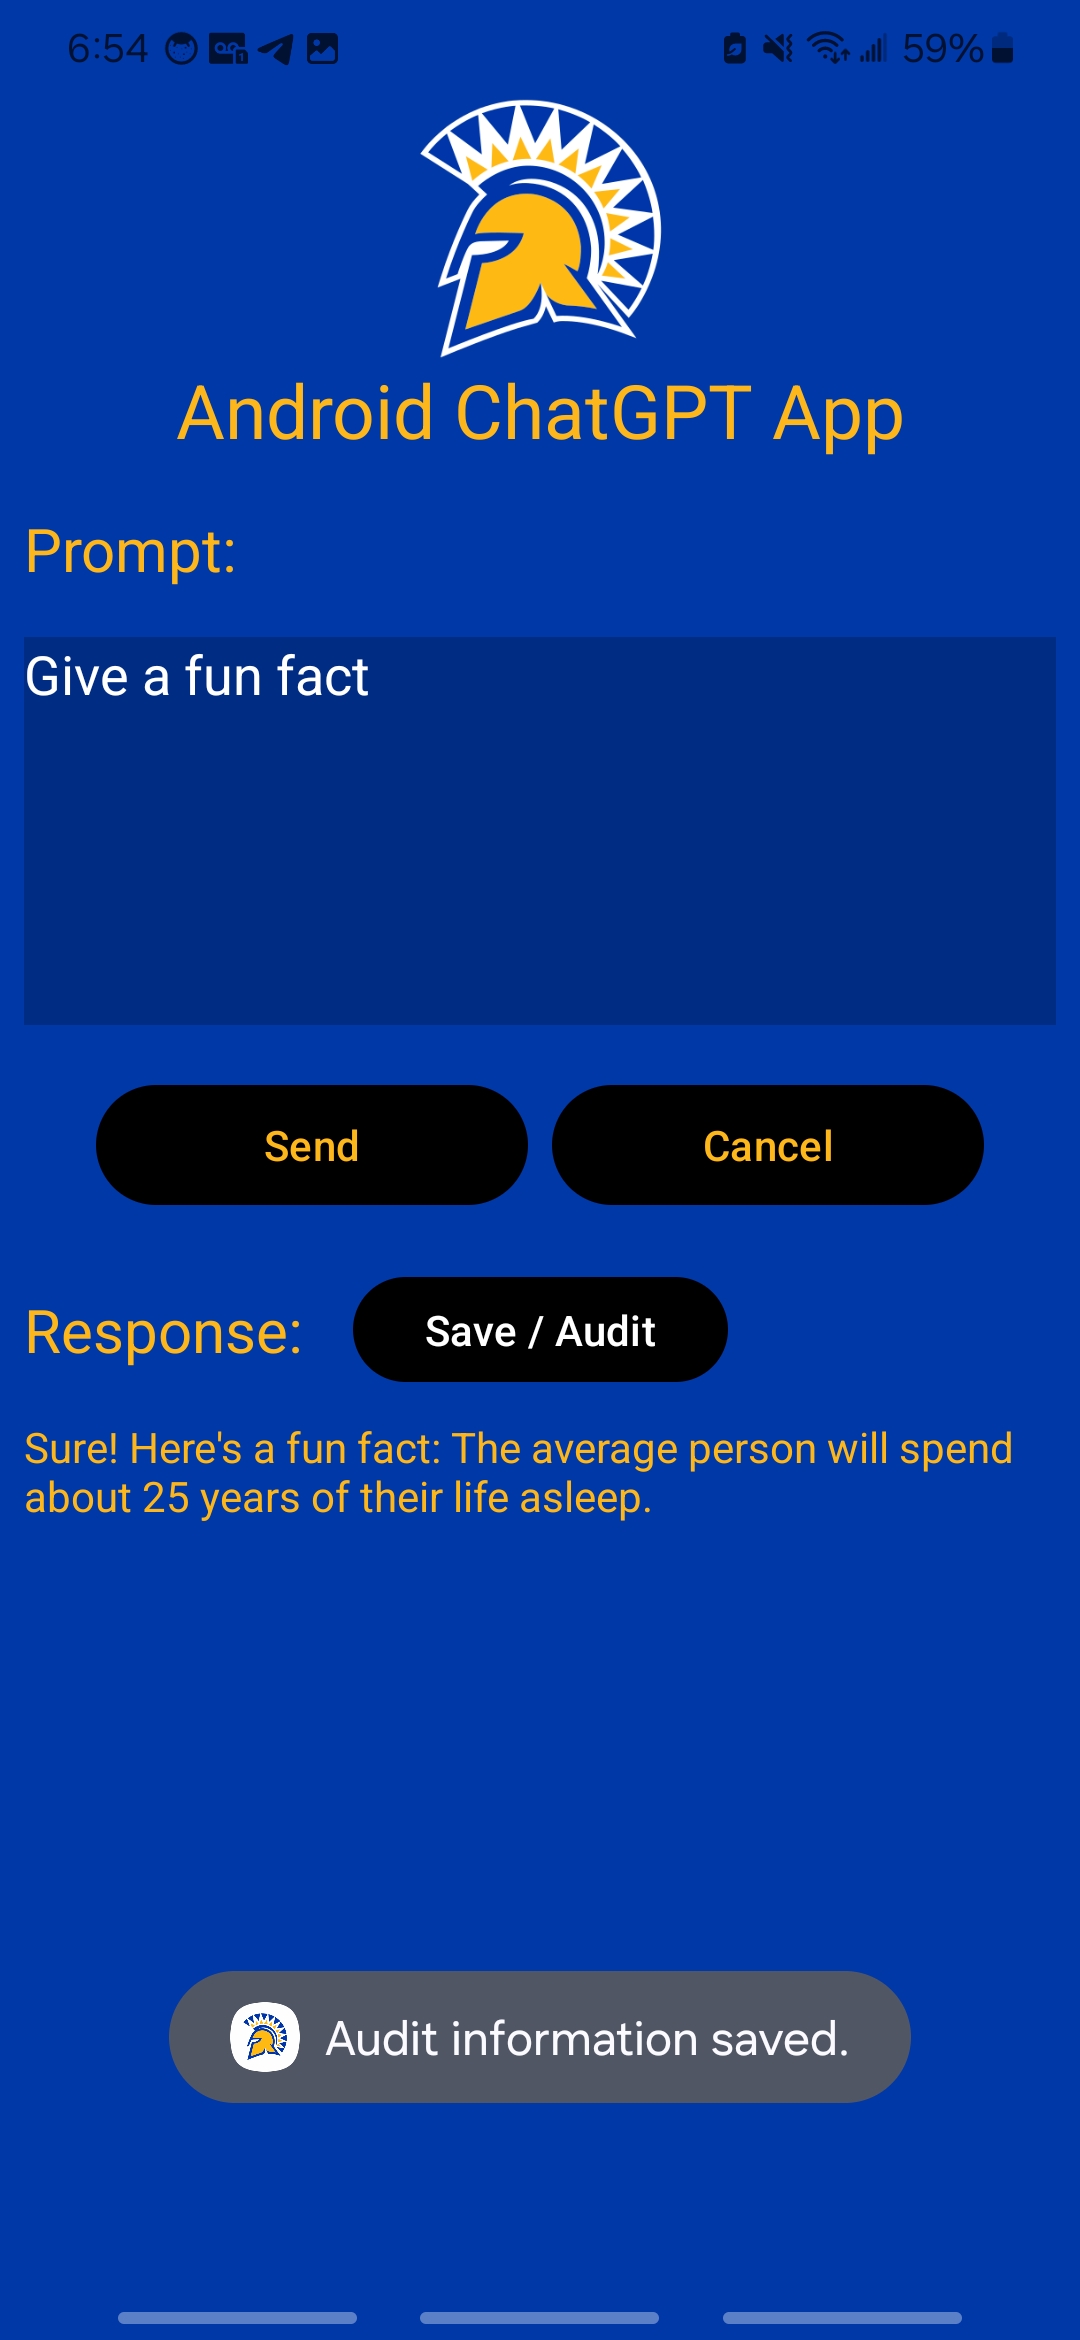 6:54
59%
Android ChatGPT App
Prompt:
Give a fun fact
Send
Cancel
Response:
Save / Audit
Sure! Here's a fun fact: The average person will spend
about 25 years of their life asleep.
Audit information saved.